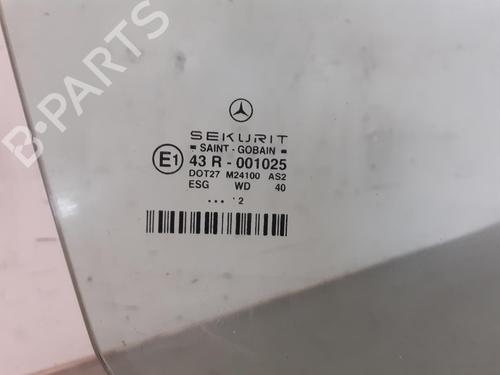 B-PARTS
SEKURIT
SAINT - GOBAIN
E1 43 R - 001025
DOT27 M24100 AS2
ESG WD 40
... '2